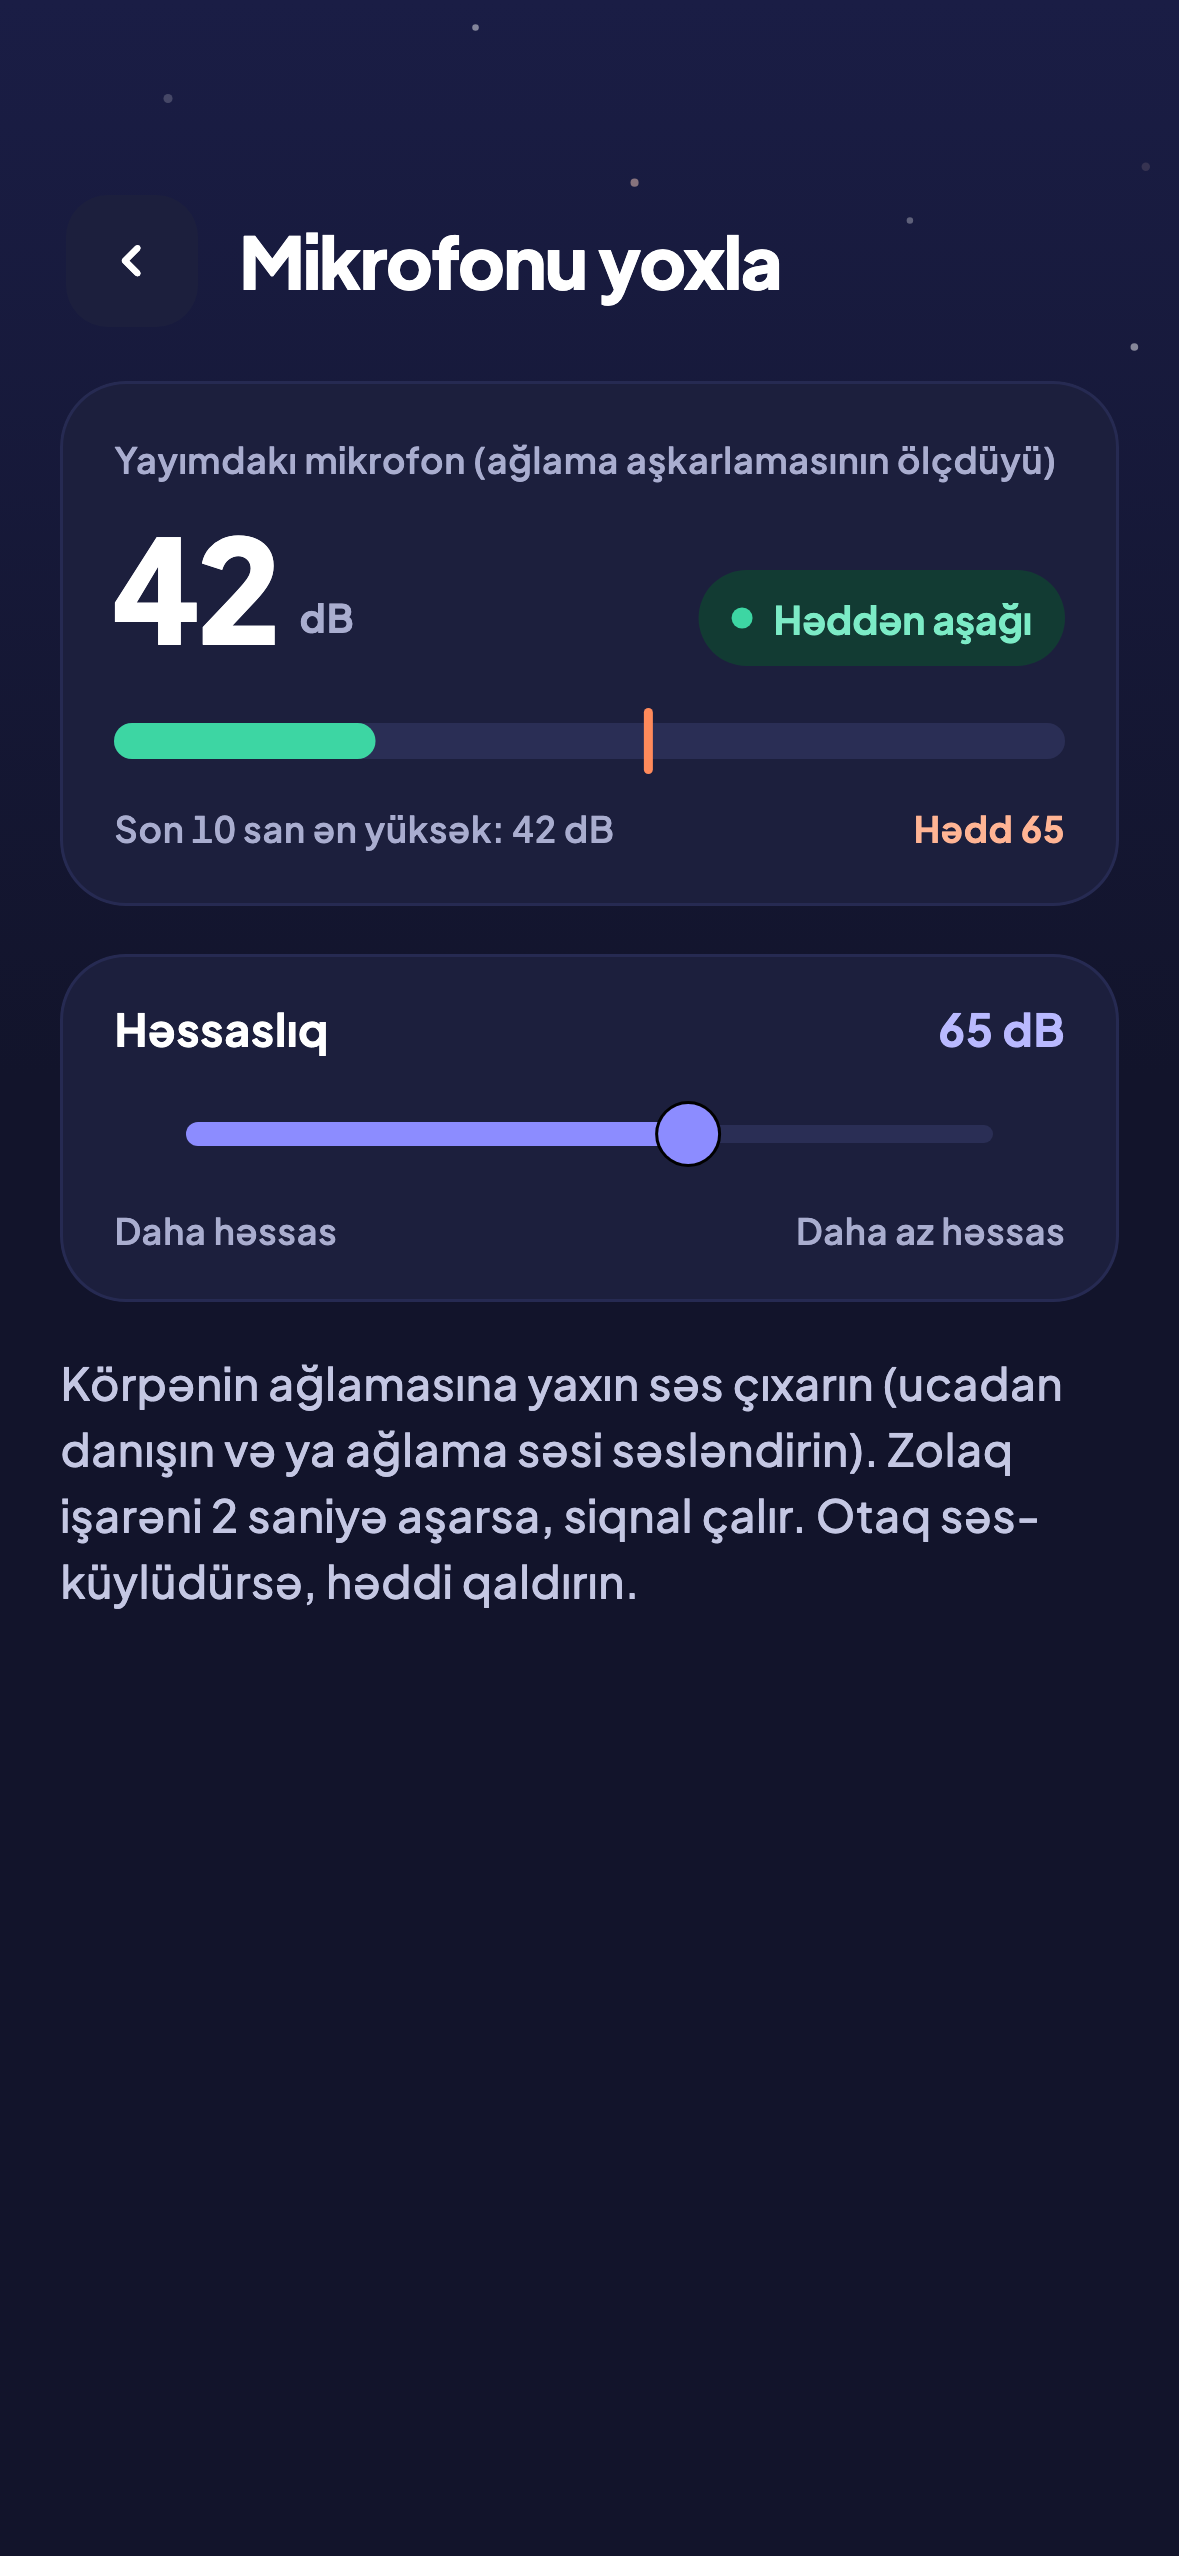 Mikrofonu yoxla
Yayımdakı mikrofon (ağlama aşkarlamasının ölçdüyü)
42 dB
Həddən aşağı
Son 10 san ən yüksək: 42 dB
Hədd 65
Həssaslıq
65 dB
Daha həssas
Daha az həssas
Körpənin ağlamasına yaxın səs çıxarın (ucadan
danışın və ya ağlama səsi səsləndirin). Zolaq
işarəni 2 saniyə aşarsa, siqnal çalır. Otaq səs-
küylüdürsə, həddi qaldırın.